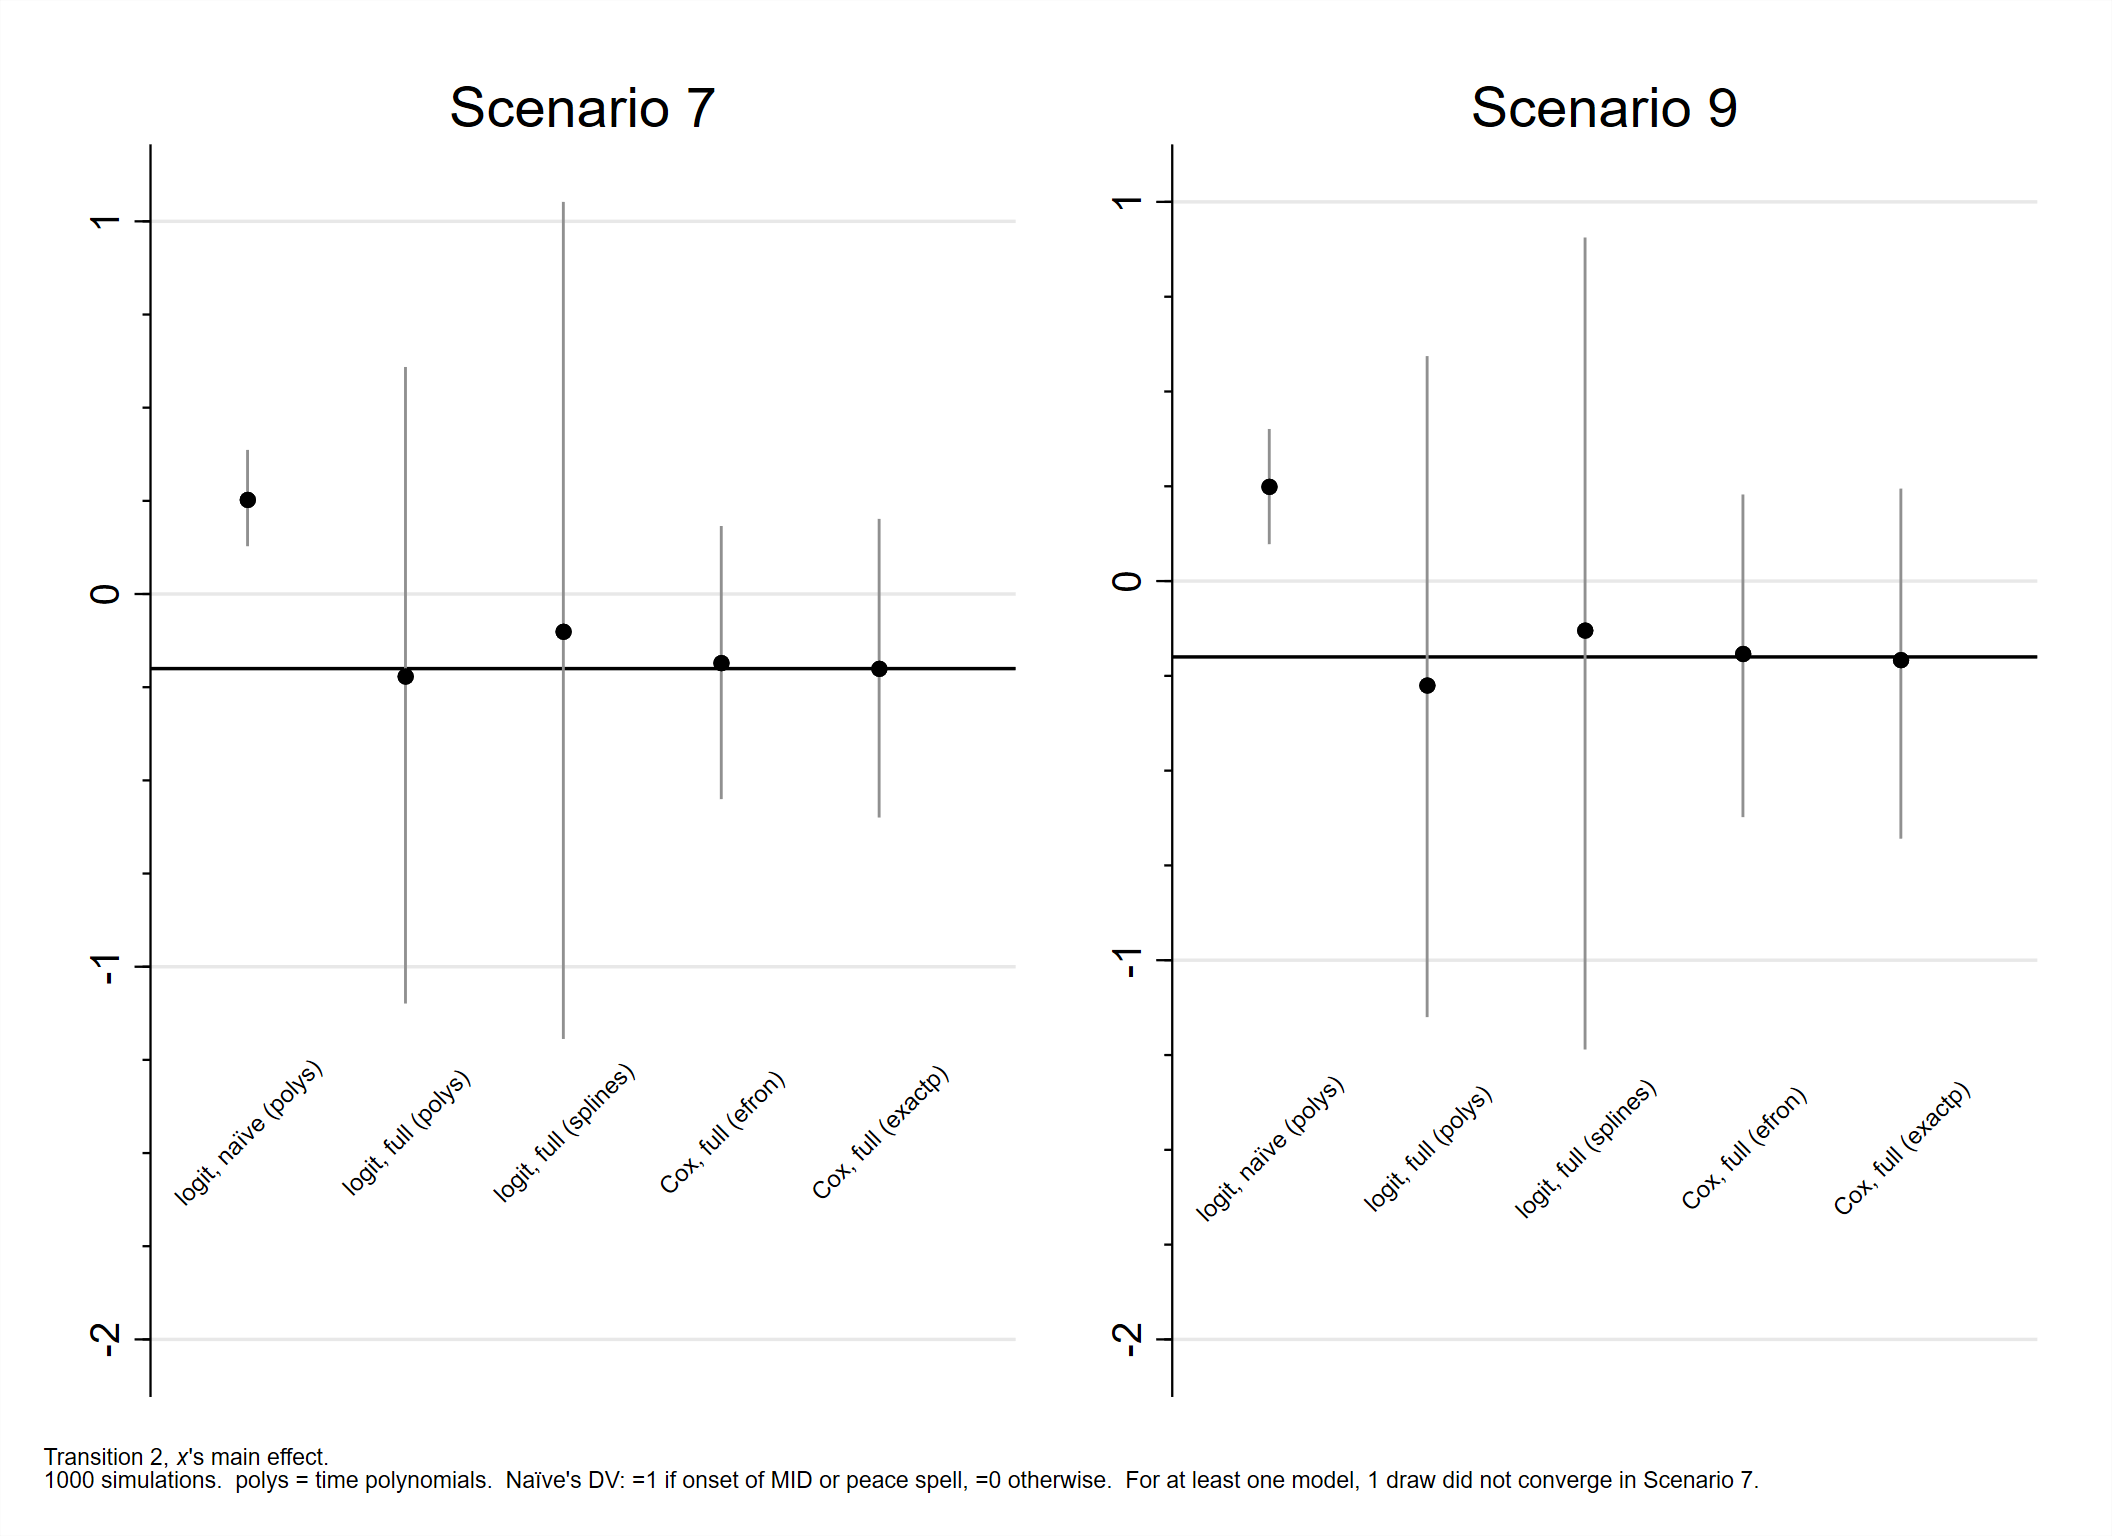 Scenario 7
1
0
-1
-2
logit, naïve (polys)
logit, full (polys)
logit, full (splines)
Cox, full (efron)
Cox, full (exactp)
Scenario 9
1
0
-1
-2
logit, naïve (polys)
logit, full (polys)
logit, full (splines)
Cox, full (efron)
Cox, full (exactp)
Transition 2, x's main effect.
1000 simulations.  polys = time polynomials.  Naïve's DV: =1 if onset of MID or peace spell, =0 otherwise.  For at least one model, 1 draw did not converge in Scenario 7.